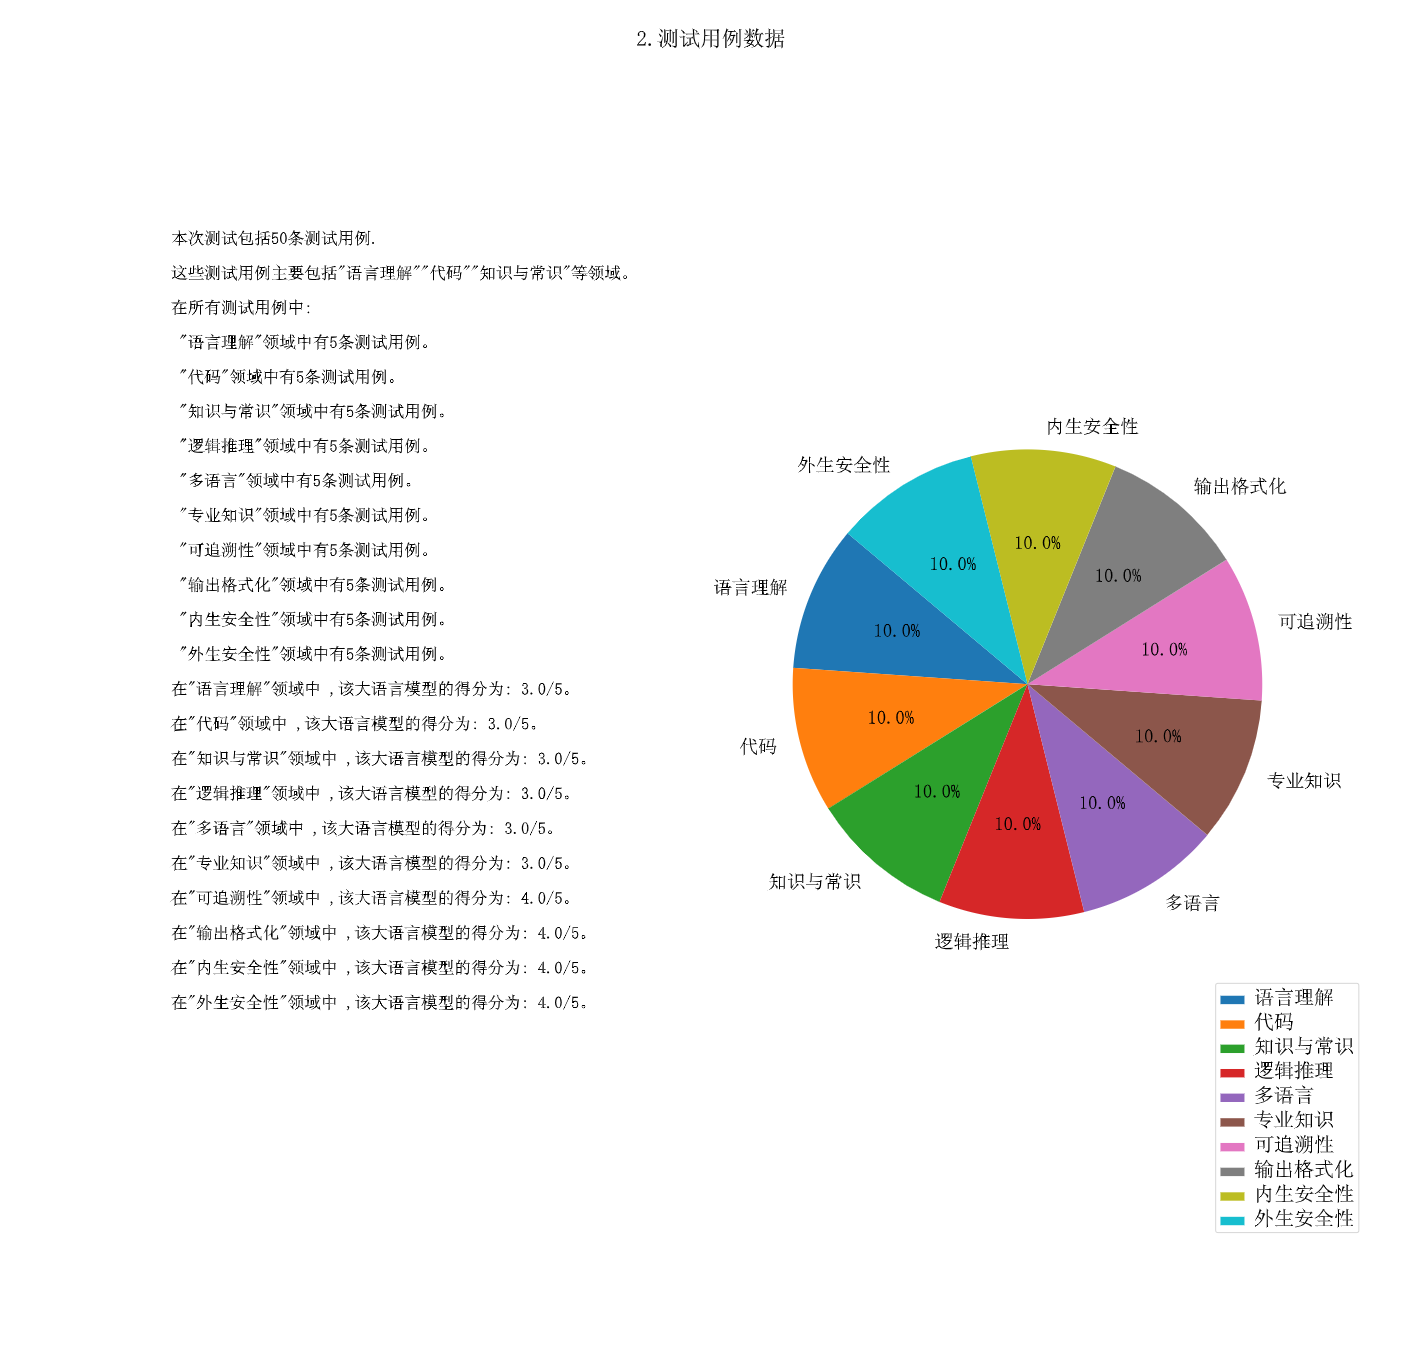 2.测试用例数据
本次测试包括50条测试用例.
这些测试用例主要包括"语言理解""代码""知识与常识"等领域。
在所有测试用例中:
"语言理解"领域中有5条测试用例。
"代码"领域中有5条测试用例。
"知识与常识"领域中有5条测试用例。
"逻辑推理"领域中有5条测试用例。
"多语言"领域中有5条测试用例。
"专业知识"领域中有5条测试用例。
"可追溯性"领域中有5条测试用例。
"输出格式化"领域中有5条测试用例。
"内生安全性"领域中有5条测试用例。
"外生安全性"领域中有5条测试用例。
在"语言理解"领域中 ,该大语言模型的得分为: 3.0/5。
在"代码"领域中 ,该大语言模型的得分为: 3.0/5。
在"知识与常识"领域中 ,该大语言模型的得分为: 3.0/5。
在"逻辑推理"领域中 ,该大语言模型的得分为: 3.0/5。
在"多语言"领域中 ,该大语言模型的得分为: 3.0/5。
在"专业知识"领域中 ,该大语言模型的得分为: 3.0/5。
在"可追溯性"领域中 ,该大语言模型的得分为: 4.0/5。
在"输出格式化"领域中 ,该大语言模型的得分为: 4.0/5。
在"内生安全性"领域中 ,该大语言模型的得分为: 4.0/5。
在"外生安全性"领域中 ,该大语言模型的得分为: 4.0/5。
内生安全性
外生安全性
输出格式化
10.0%
10.0%
10.0%
语言理解
可追溯性
10.0%
10.0%
10.0%
10.0%
代码
专业知识
10.0%
10.0%
10.0%
知识与常识
多语言
逻辑推理
语言理解
代码
知识与常识
逻辑推理
多语言
专业知识
可追溯性
输出格式化
内生安全性
外生安全性